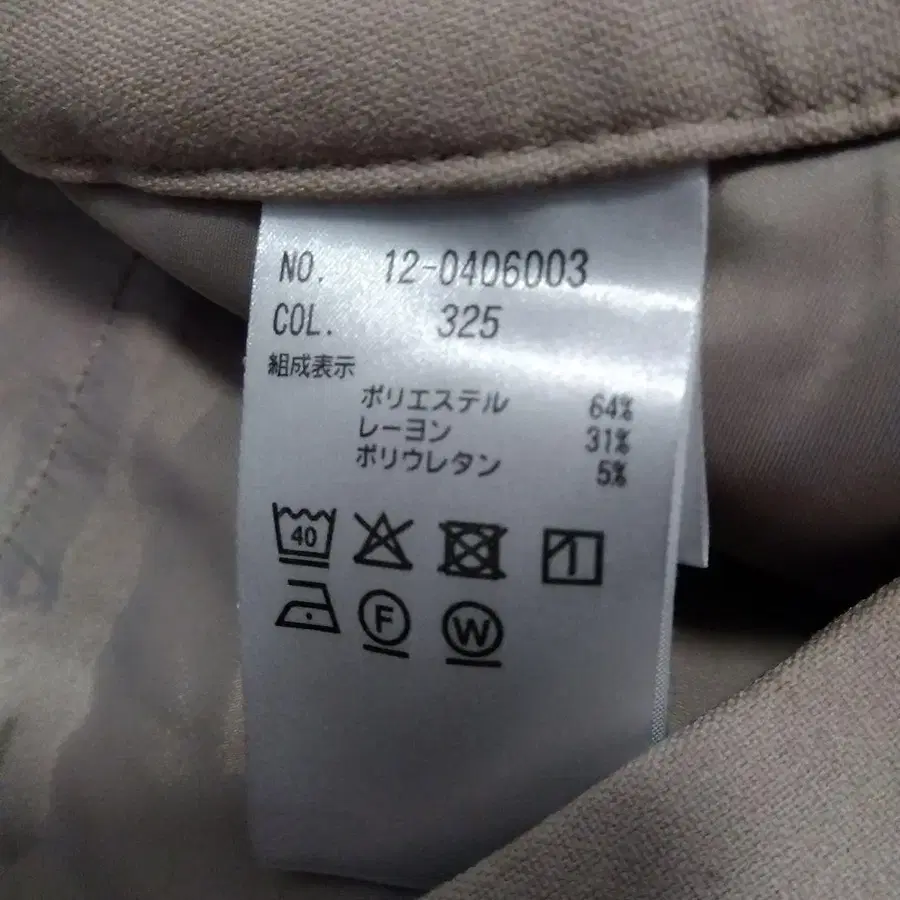 NO. 12-0406003
COL. 325
組成表示
ポリエステル 64%
レーヨン 31%
ポリウレタン 5%
40
F W